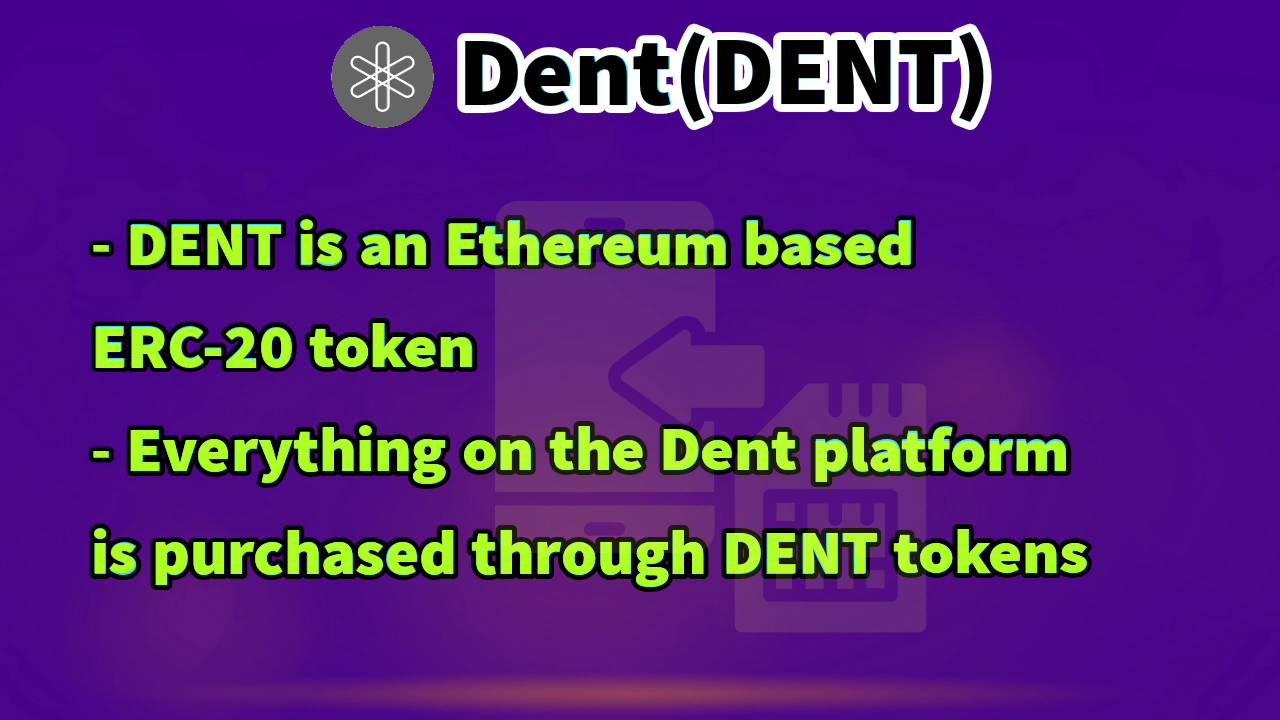 Dent(DENT)
- DENT is an Ethereum based
ERC-20 token
- Everything on the Dent platform
is purchased through DENT tokens